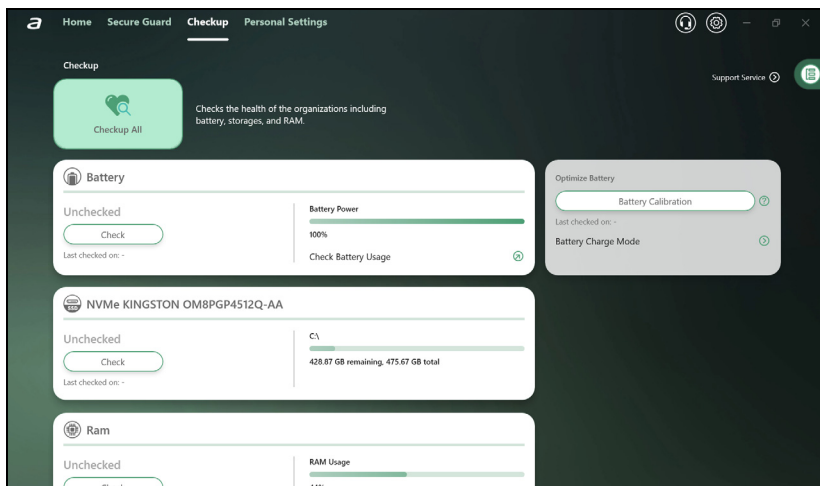 a Home Secure Guard Checkup Personal Settings
Checkup
Support Service
Checkup All
Checks the health of the organizations including
battery, storages, and RAM.
Battery
Unchecked
Check
Last checked on: -
Battery Power
100%
Check Battery Usage
Optimize Battery
Battery Calibration
?
Last checked on: -
Battery Charge Mode
SSD
NVMe KINGSTON OM8PGP4512Q-AA
Unchecked
Check
Last checked on: -
C:\
428.87 GB remaining, 475.67 GB total
Ram
Unchecked
RAM Usage